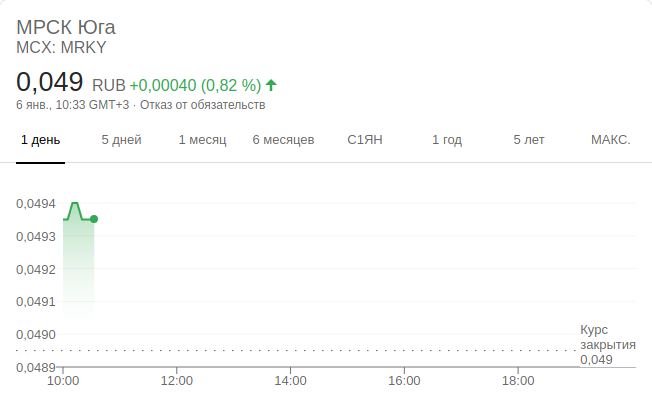 МРСК Юга
MCX: MRKY
0,049 RUB +0,00040 (0,82 %)
6 янв., 10:33 GMT+3 · Отказ от обязательств
1 день 5 дней 1 месяц 6 месяцев С1ЯН 1 год 5 лет МАКС.
0,0494
0,0493
0,0492
0,0491
0,0490
0,0489
Курс
закрытия
0,049
10:00 12:00 14:00 16:00 18:00